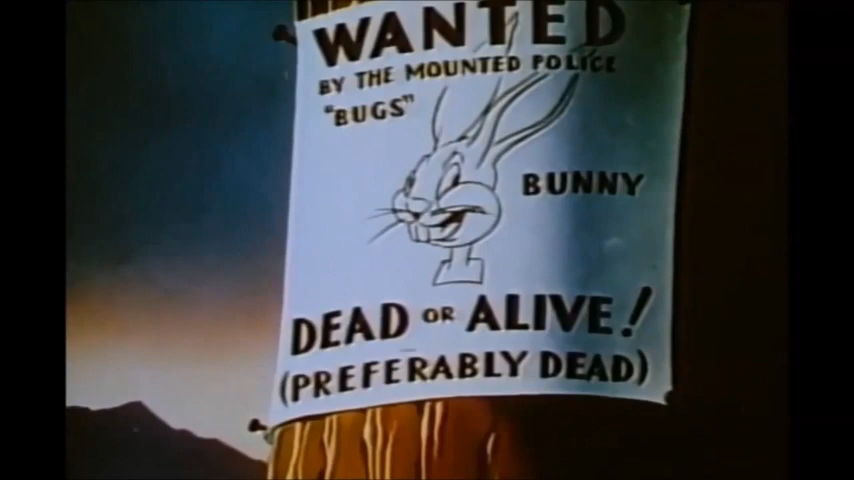 WANTED
BY THE MOUNTED POLICE
"BUGS"
BUNNY
DEAD OR ALIVE!
(PREFERABLY DEAD)